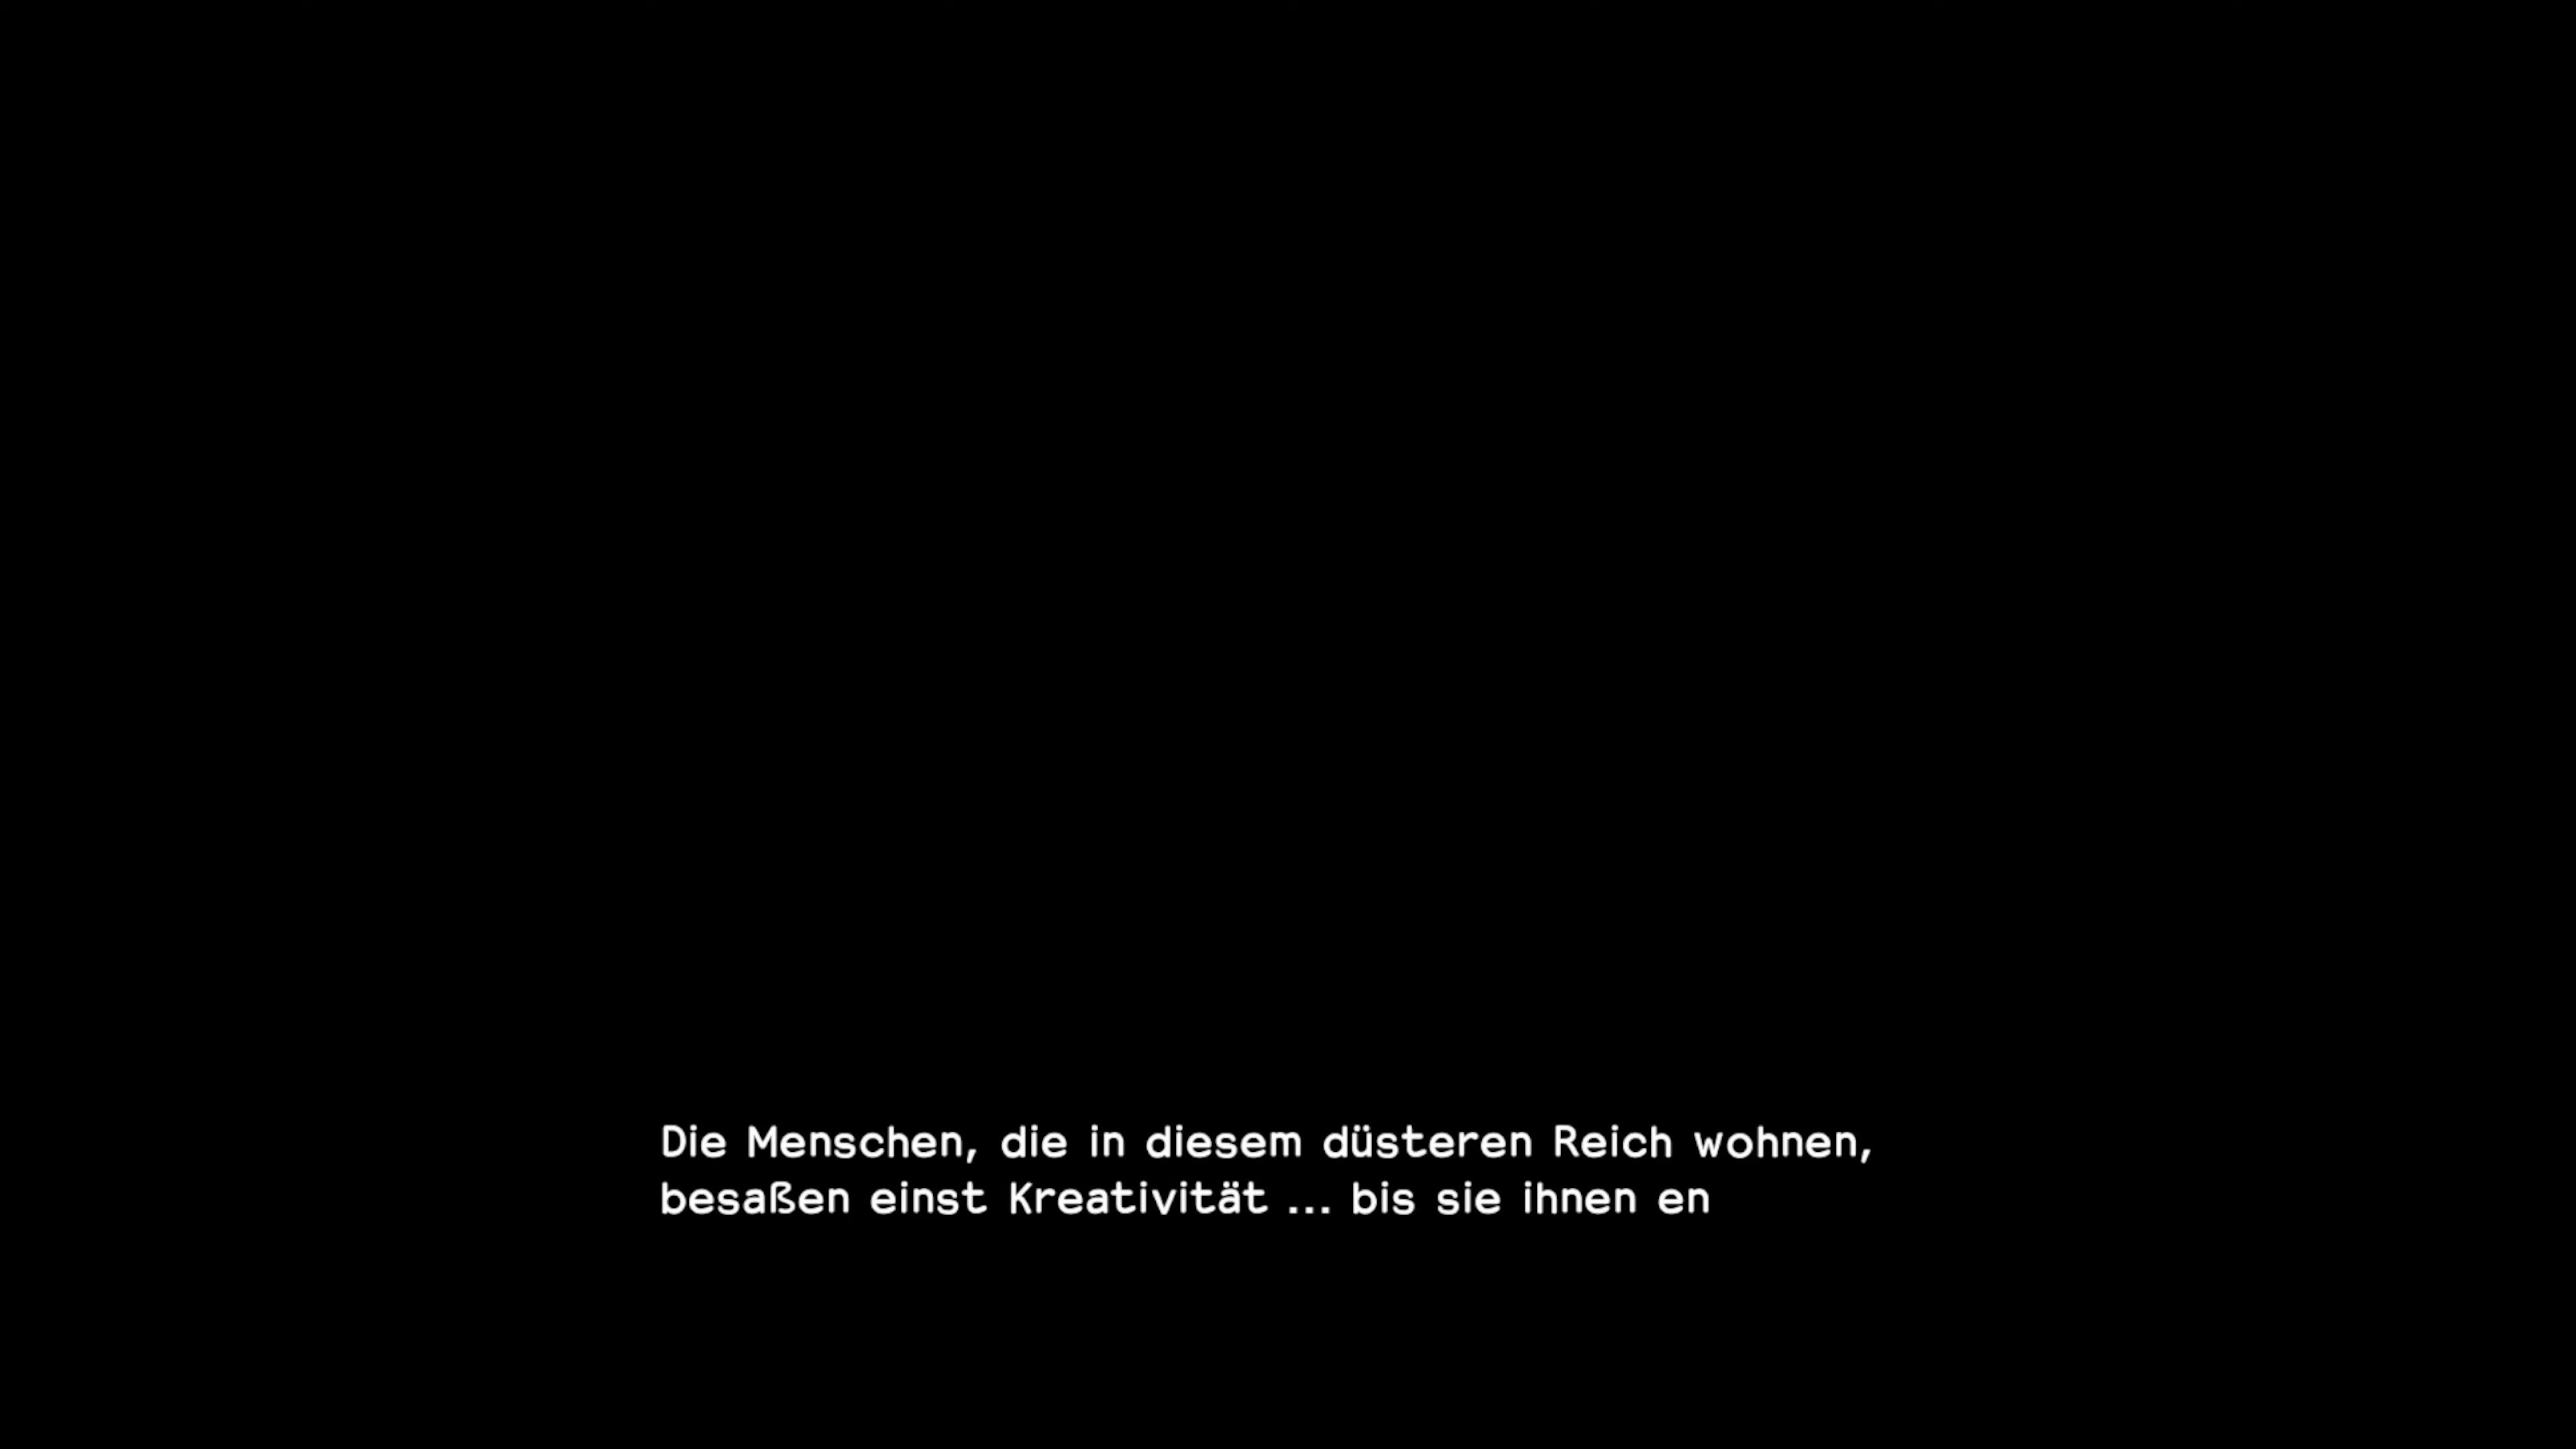 Die Menschen, die in diesem düsteren Reich wohnen,
besaßen einst Kreativität ... bis sie ihnen en